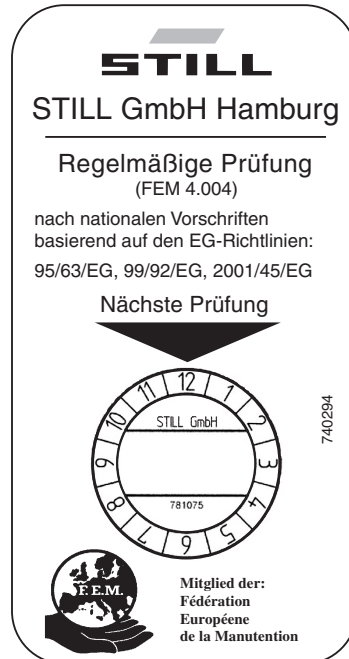 STILL
STILL GmbH Hamburg
Regelmäßige Prüfung
(FEM 4.004)
nach nationalen Vorschriften
basierend auf den EG-Richtlinien:
95/63/EG, 99/92/EG, 2001/45/EG
Nächste Prüfung
12
1
2
3
4
5
6
7
8
9
10
11
STILL GmbH
781075
740294
F.E.M.
Mitglied der:
Fédération
Européene
de la Manutention